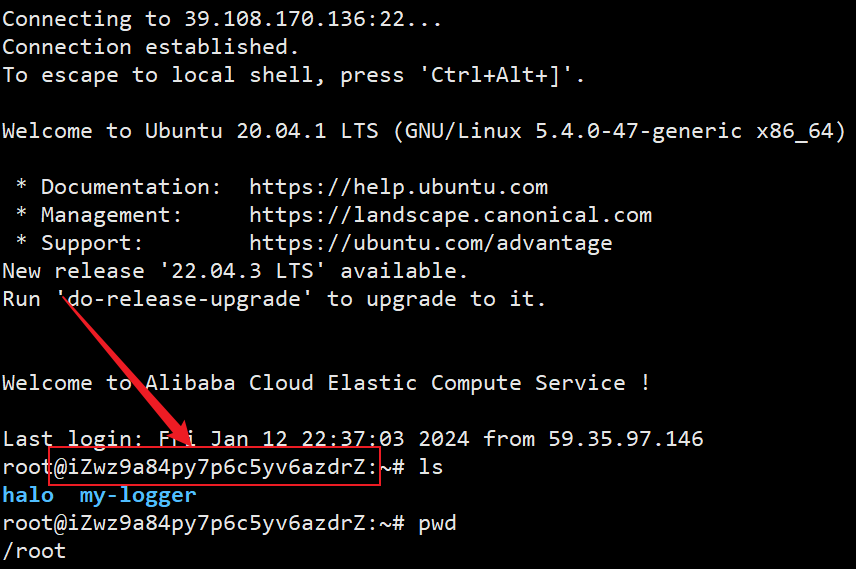 Connecting to 39.108.170.136:22...
Connection established.
To escape to local shell, press 'Ctrl+Alt+]'.
Welcome to Ubuntu 20.04.1 LTS (GNU/Linux 5.4.0-47-generic x86_64)
* Documentation:  https://help.ubuntu.com
* Management:     https://landscape.canonical.com
* Support:        https://ubuntu.com/advantage
New release '22.04.3 LTS' available.
Run 'do-release-upgrade' to upgrade to it.
Welcome to Alibaba Cloud Elastic Compute Service !
Last login: Fri Jan 12 22:37:03 2024 from 59.35.97.146
root@iZwz9a84py7p6c5yv6azdrZ:~# ls
halo  my-logger
root@iZwz9a84py7p6c5yv6azdrZ:~# pwd
/root